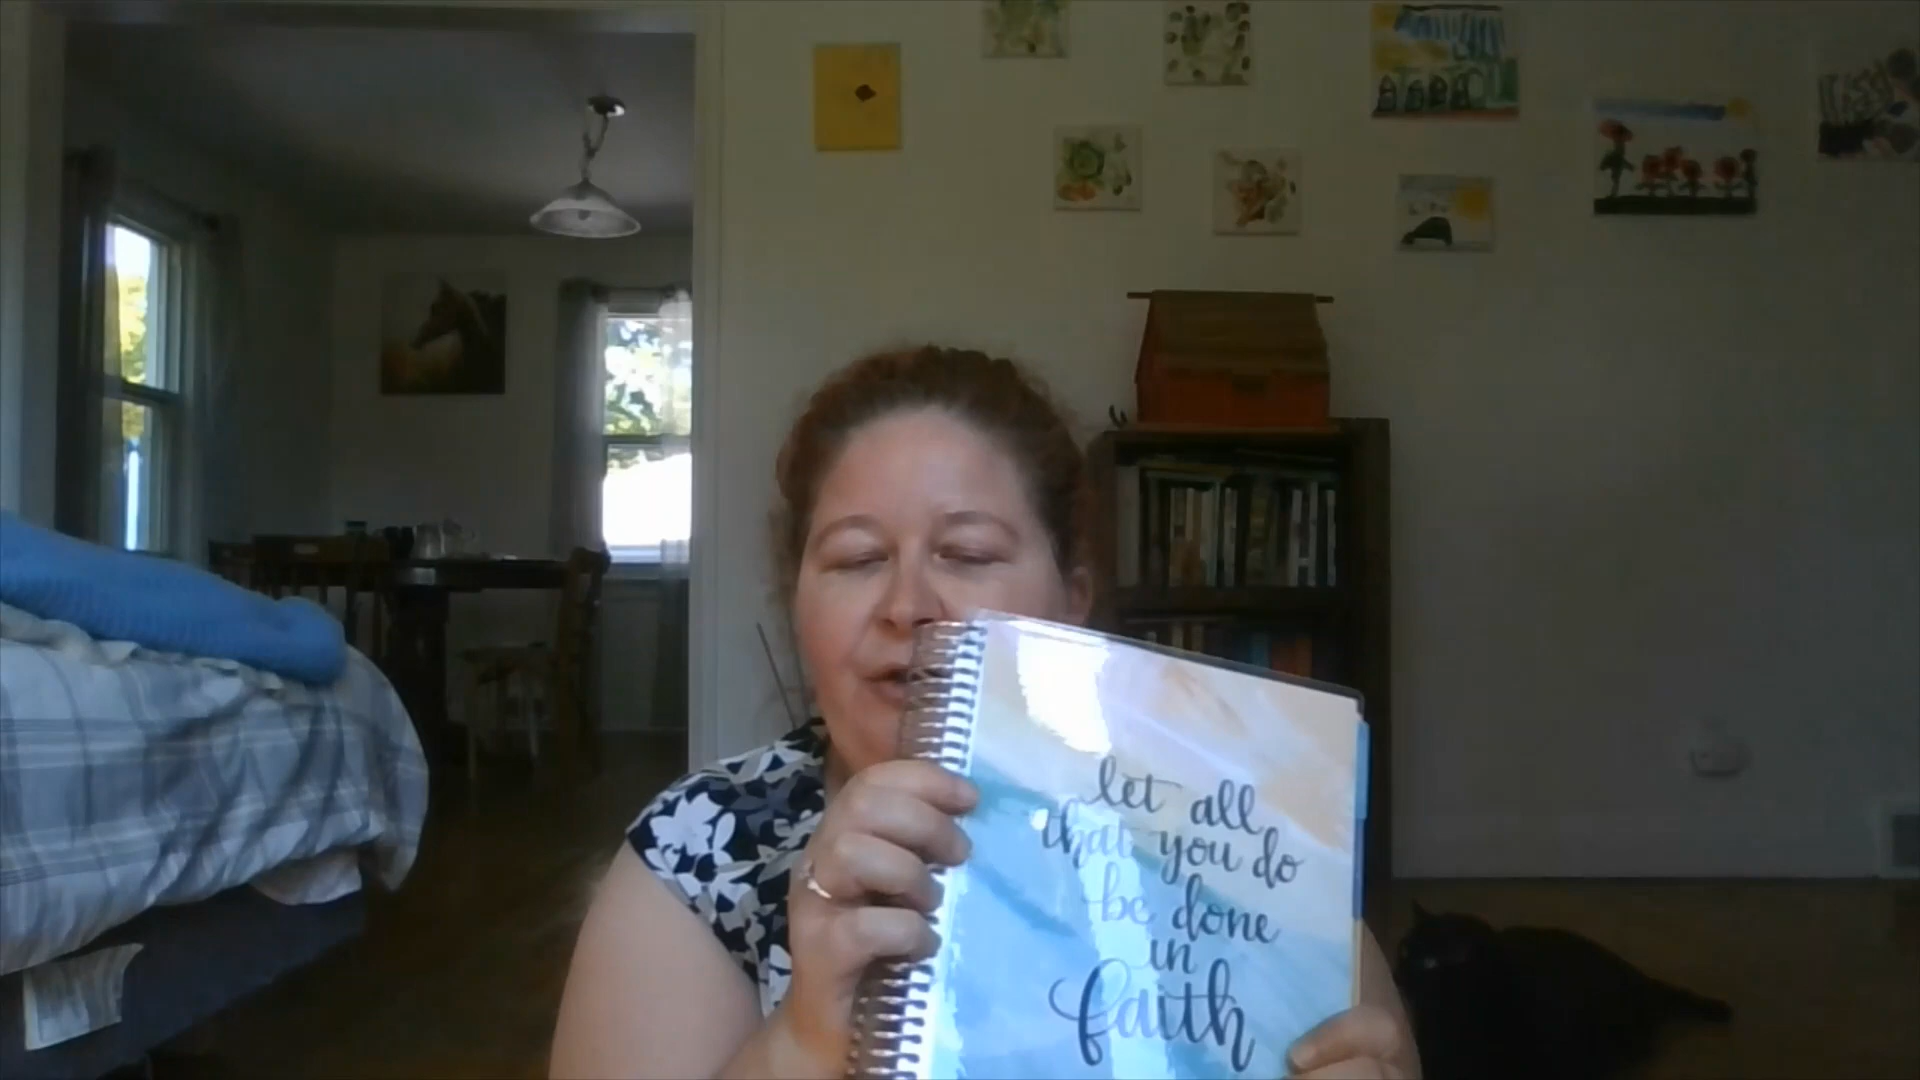 let all
that you do
be done
in
faith